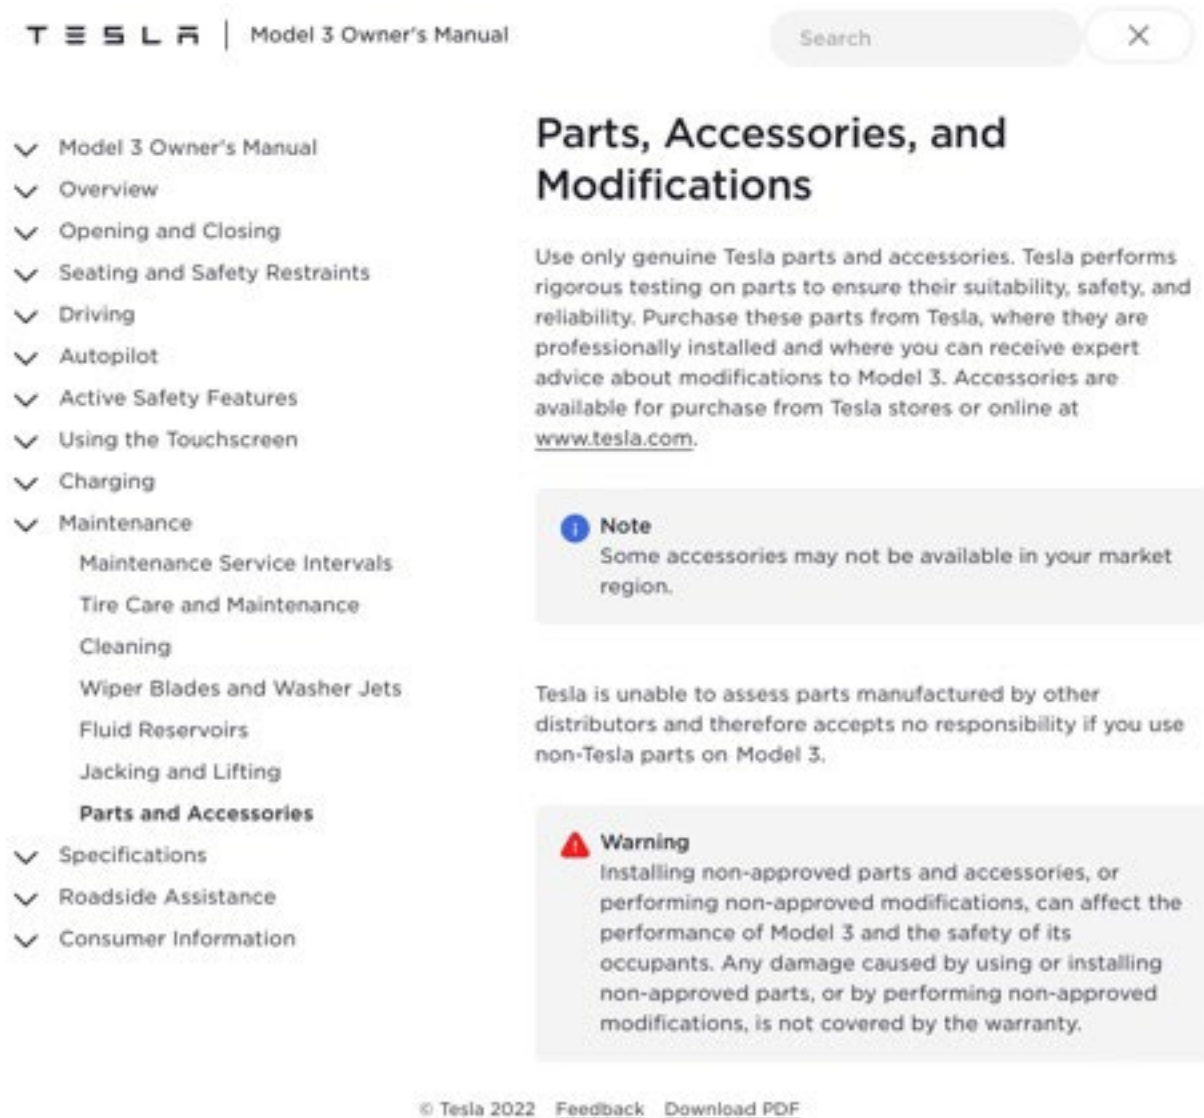 TESLA | Model 3 Owner's Manual
Search
Model 3 Owner's Manual
Overview
Opening and Closing
Seating and Safety Restraints
Driving
Autopilot
Active Safety Features
Using the Touchscreen
Charging
Maintenance
Maintenance Service Intervals
Tire Care and Maintenance
Cleaning
Wiper Blades and Washer Jets
Fluid Reservoirs
Jacking and Lifting
Parts and Accessories
Specifications
Roadside Assistance
Consumer Information
Parts, Accessories, and
Modifications
Use only genuine Tesla parts and accessories. Tesla performs
rigorous testing on parts to ensure their suitability, safety, and
reliability. Purchase these parts from Tesla, where they are
professionally installed and where you can receive expert
advice about modifications to Model 3. Accessories are
available for purchase from Tesla stores or online at
www.tesla.com.
Note
Some accessories may not be available in your market
region.
Tesla is unable to assess parts manufactured by other
distributors and therefore accepts no responsibility if you use
non-Tesla parts on Model 3.
Warning
Installing non-approved parts and accessories, or
performing non-approved modifications, can affect the
performance of Model 3 and the safety of its
occupants. Any damage caused by using or installing
non-approved parts, or by performing non-approved
modifications, is not covered by the warranty.
© Tesla 2022 Feedback Download PDF